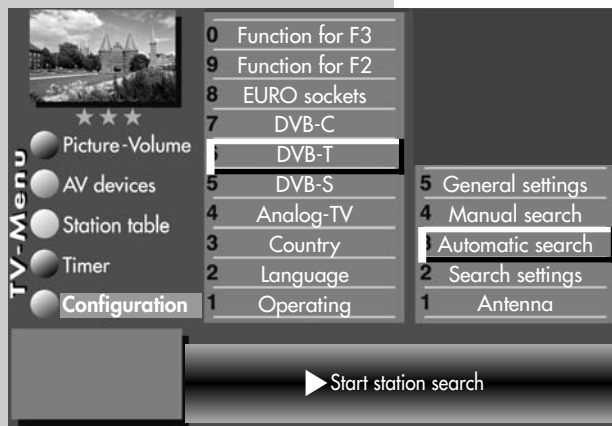 TV-Menu
Picture-Volume
AV devices
Station table
Timer
Configuration
0 Function for F3
9 Function for F2
8 EURO sockets
7 DVB-C
6 DVB-T
5 DVB-S
4 Analog-TV
3 Country
2 Language
1 Operating
5 General settings
4 Manual search
3 Automatic search
2 Search settings
1 Antenna
Start station search